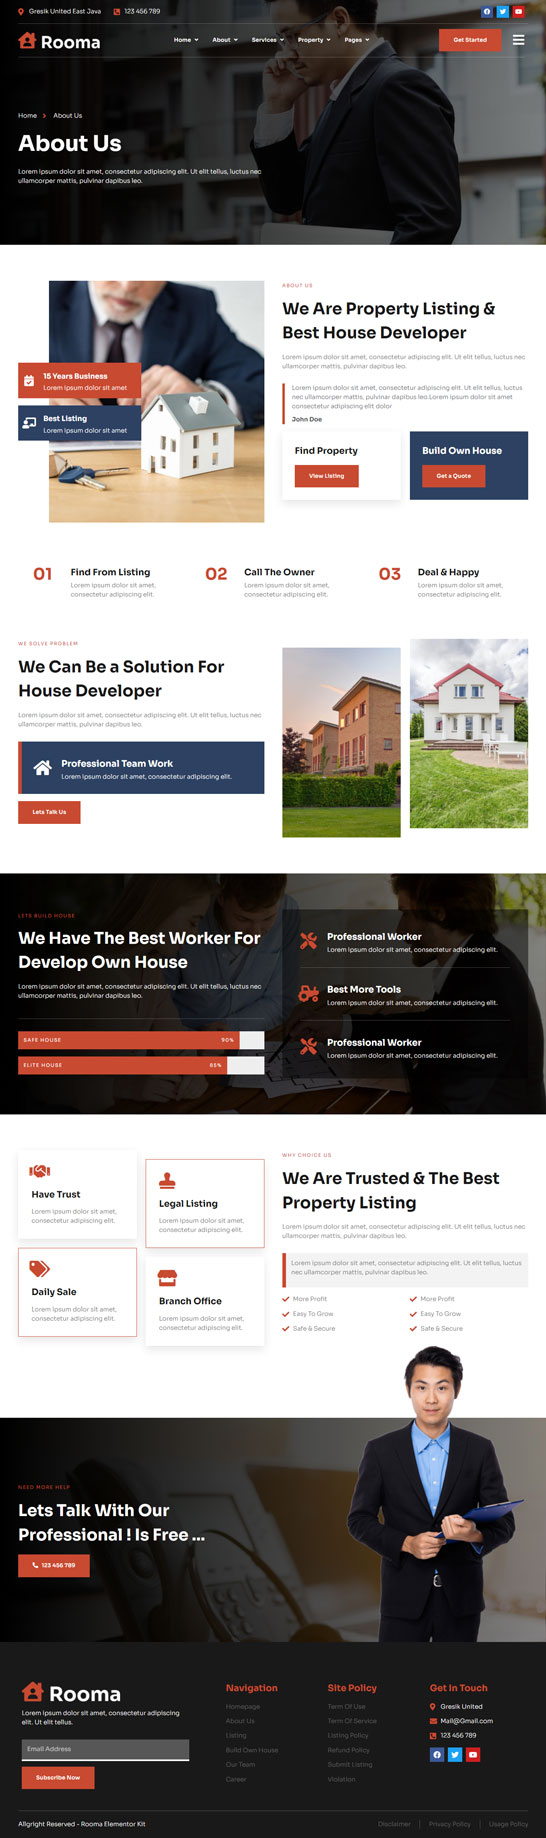 Gresik United East Java
123 456 789
Rooma
Home
About
Services
Property
Pages
Get Started
Home
About Us
About Us
Lorem ipsum dolor sit amet, consectetur adipiscing elit. Ut elit tellus, luctus nec
ullamcorper mattis, pulvinar dapibus leo.
15 Years Business
Lorem ipsum dolor sit amet
Best Listing
Lorem ipsum dolor sit amet
ABOUT US
We Are Property Listing &
Best House Developer
Lorem ipsum dolor sit amet, consectetur adipiscing elit. Ut elit tellus, luctus nec
ullamcorper mattis, pulvinar dapibus leo.
Lorem ipsum dolor sit amet, consectetur adipiscing elit. Ut elit tellus, luctus
nec ullamcorper mattis, pulvinar dapibus leo.Lorem ipsum dolor sit amet
consectetur adipiscing elit dolor
John Doe
Find Property
View Listing
Build Own House
Get a Quote
01
Find From Listing
Lorem ipsum dolor sit amet,
consectetur adipiscing elit.
02
Call The Owner
Lorem ipsum dolor sit amet,
consectetur adipiscing elit.
03
Deal & Happy
Lorem ipsum dolor sit amet,
consectetur adipiscing elit.
WE SOLVE PROBLEM
We Can Be a Solution For
House Developer
Lorem ipsum dolor sit amet, consectetur adipiscing elit. Ut elit tellus, luctus nec
ullamcorper mattis, pulvinar dapibus leo.
Professional Team Work
Lorem ipsum dolor sit amet, consectetur adipiscing elit.
Lets Talk Us
LETS BUILD HOUSE
We Have The Best Worker For
Develop Own House
Lorem ipsum dolor sit amet, consectetur adipiscing elit. Ut elit tellus, luctus nec
ullamcorper mattis, pulvinar dapibus leo.
SAFE HOUSE 90%
ELITE HOUSE 85%
Professional Worker
Lorem ipsum dolor sit amet, consectetur adipiscing elit.
Best More Tools
Lorem ipsum dolor sit amet, consectetur adipiscing elit.
Professional Worker
Lorem ipsum dolor sit amet, consectetur adipiscing elit.
Have Trust
Lorem ipsum dolor sit amet,
consectetur adipiscing elit.
Legal Listing
Lorem ipsum dolor sit amet,
consectetur adipiscing elit.
Daily Sale
Lorem ipsum dolor sit amet,
consectetur adipiscing elit.
Branch Office
Lorem ipsum dolor sit amet,
consectetur adipiscing elit.
WHY CHOICE US
We Are Trusted & The Best
Property Listing
Lorem ipsum dolor sit amet, consectetur adipiscing elit. Ut elit tellus, luctus nec
ullamcorper mattis, pulvinar dapibus leo.
Lorem ipsum dolor sit amet, consectetur adipiscing elit. Ut elit tellus, luctus
nec ullamcorper mattis, pulvinar dapibus leo.
More Profit
Easy To Grow
Safe & Secure
More Profit
Easy To Grow
Safe & Secure
NEED MORE HELP
Lets Talk With Our
Professional ! Is Free ...
123 456 789
Rooma
Lorem ipsum dolor sit amet, consectetur adipiscing
elit. Ut elit tellus.
Email Address
Subscribe Now
Navigation
Homepage
About Us
Listing
Build Own House
Our Team
Career
Site Policy
Term Of Use
Term Of Service
Listing Policy
Refund Policy
Submit Listing
Violation
Get In Touch
Gresik United
Mail@Gmail.com
123 456 789
Allgright Reserved - Rooma Elementor Kit
Disclaimer
Privacy Policy
Usage Policy